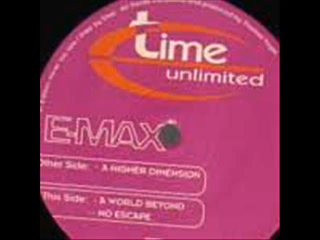 time
unlimited
E-MAX
Other Side: - A HIGHER DIMENSION
This Side: - A WORLD BEYOND
- NO ESCAPE